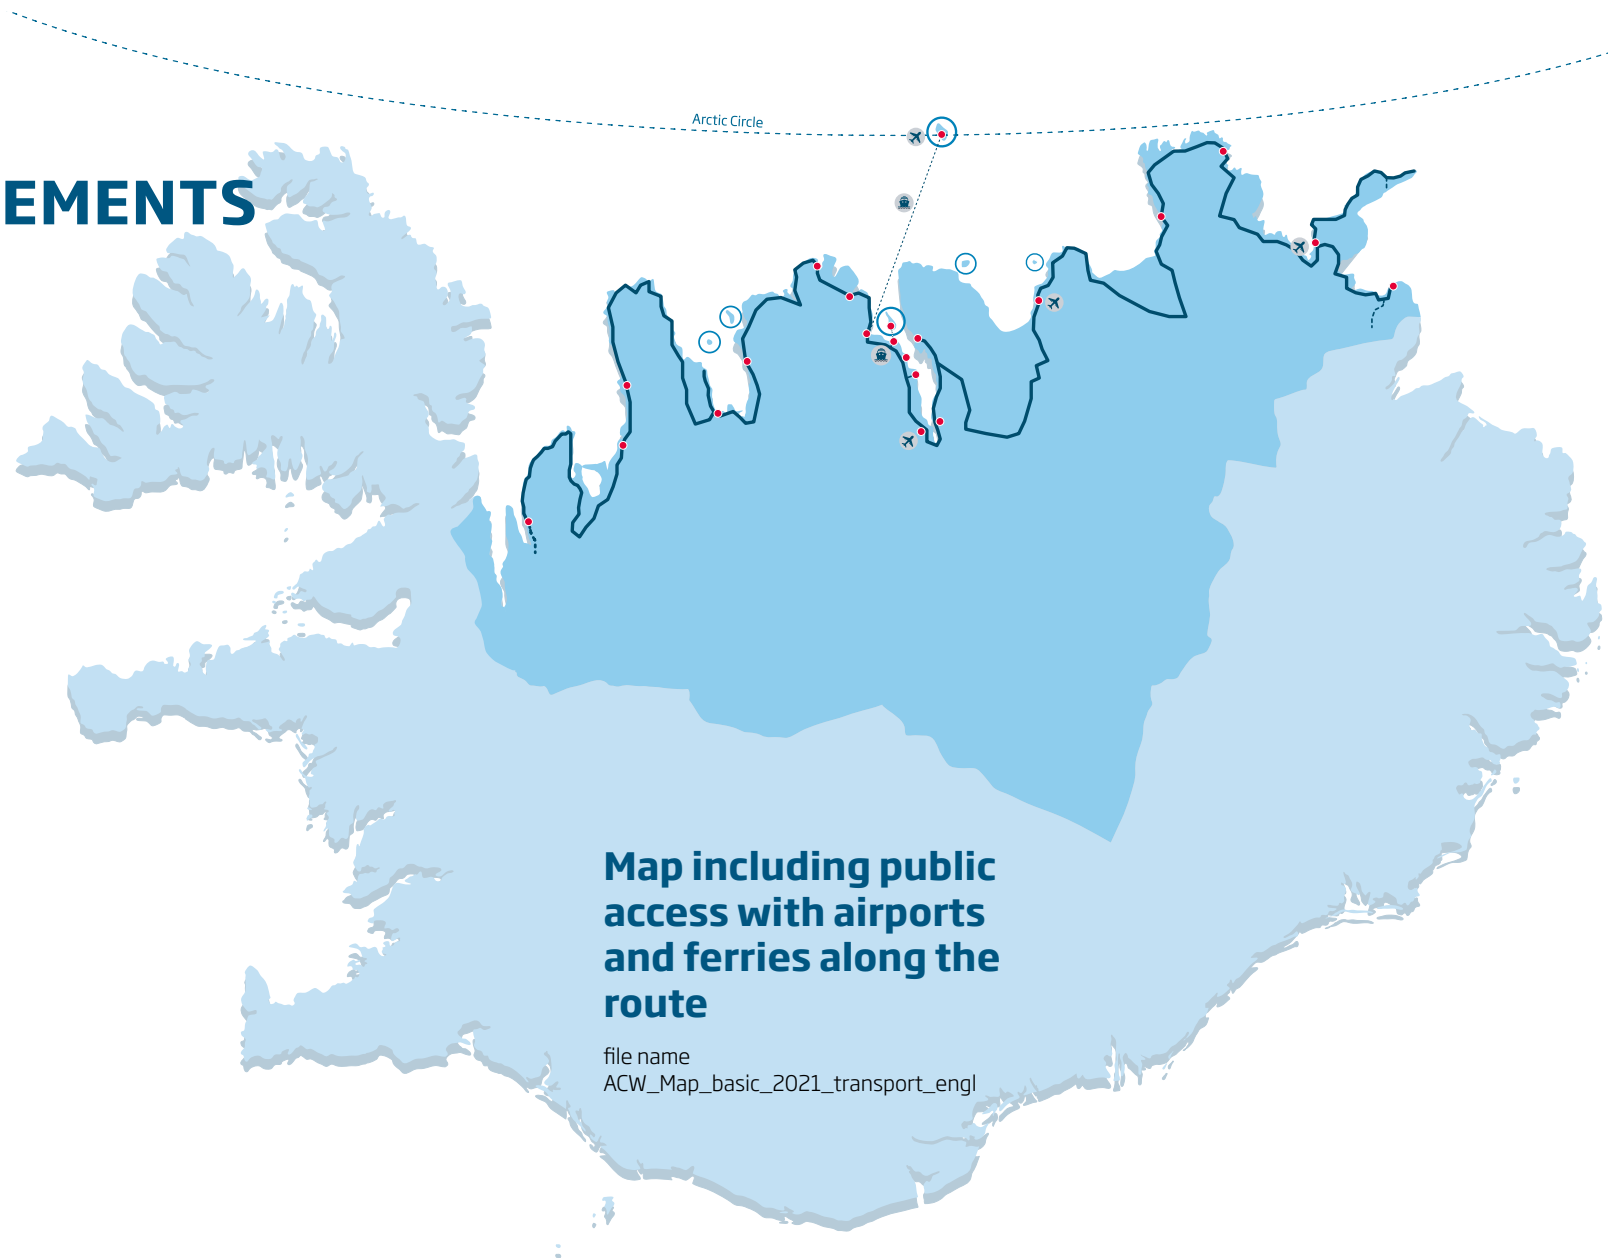 Arctic Circle
EMENTS
Map including public
access with airports
and ferries along the
route
file name
ACW_Map_basic_2021_transport_engl